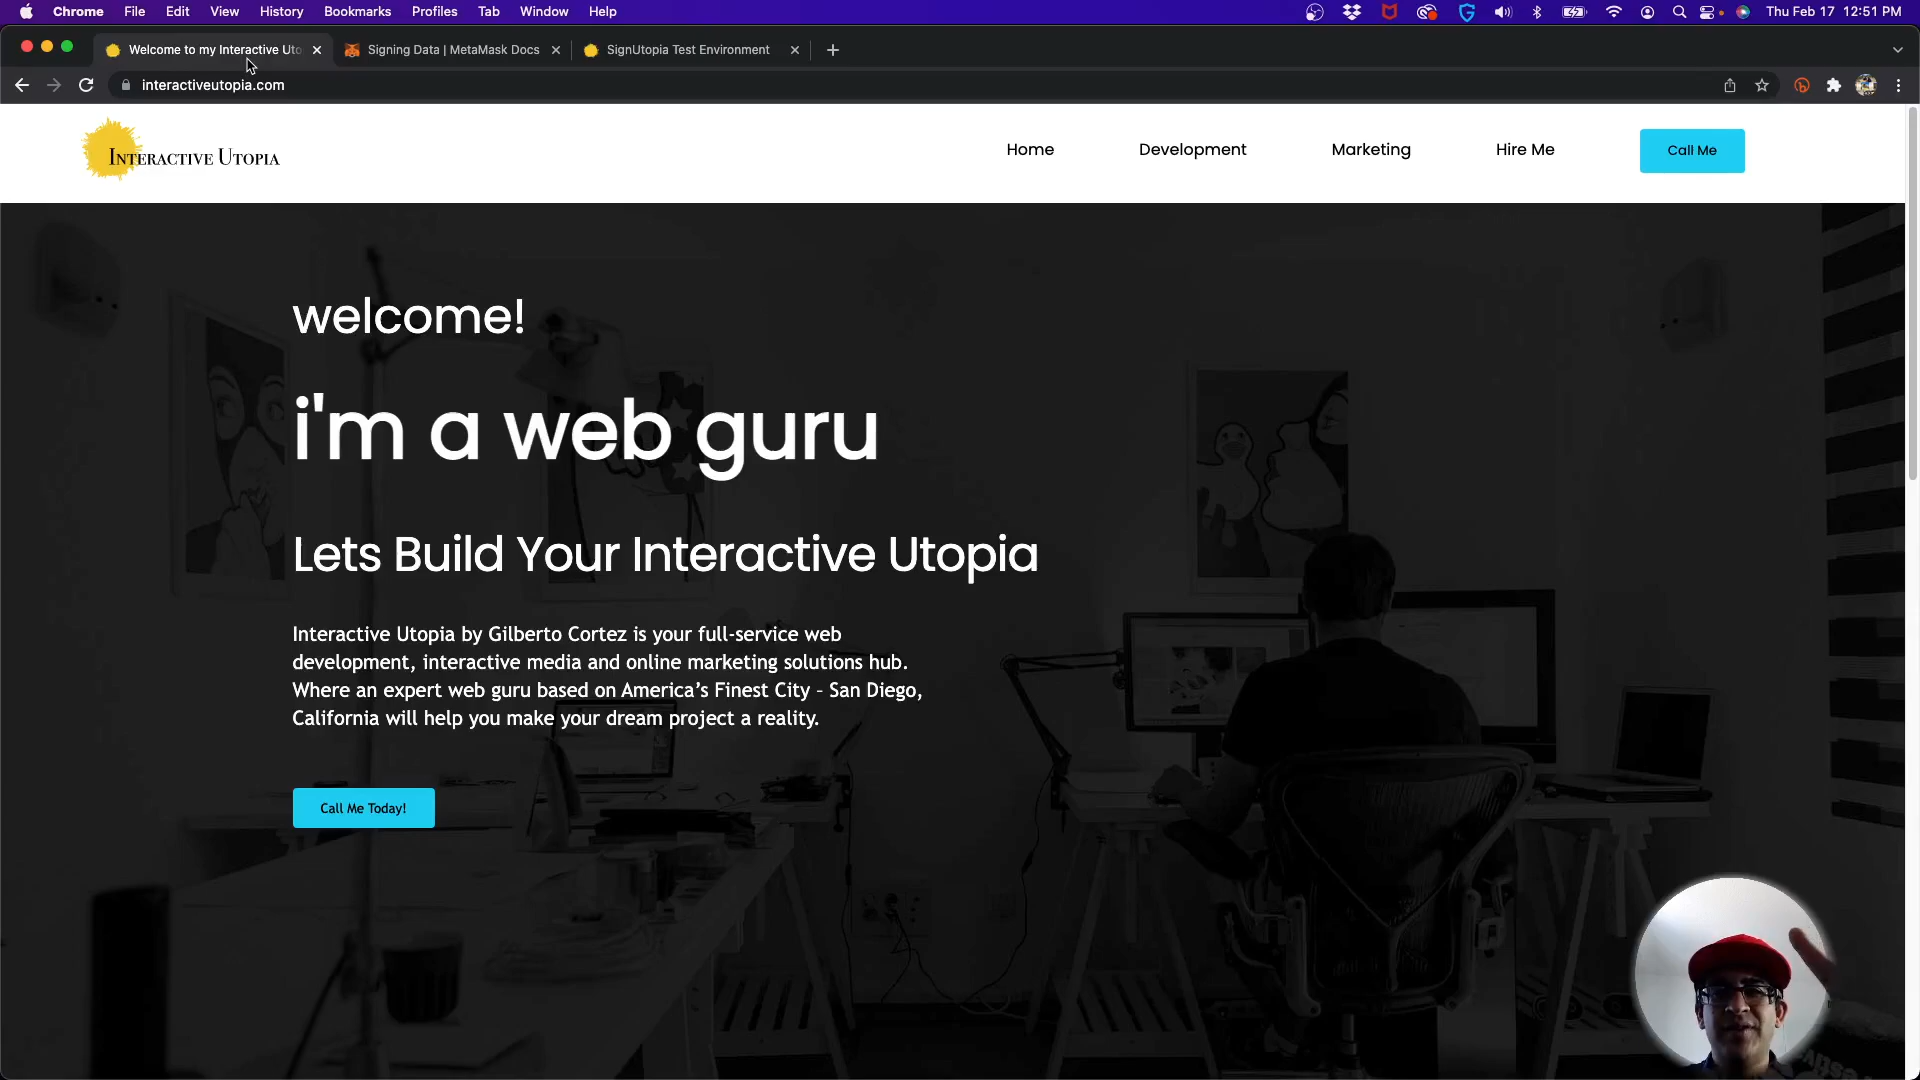 Chrome File Edit View History Bookmarks Profiles Tab Window Help Thu Feb 17 12:51 PM
Welcome to my Interactive Uto Signing Data | MetaMask Docs SignUtopia Test Environment
interactiveutopia.com
Interactive Utopia Home Development Marketing Hire Me Call Me
welcome!
i'm a web guru
Lets Build Your Interactive Utopia
Interactive Utopia by Gilberto Cortez is your full-service web
development, interactive media and online marketing solutions hub.
Where an expert web guru based on America’s Finest City - San Diego,
California will help you make your dream project a reality.
Call Me Today!